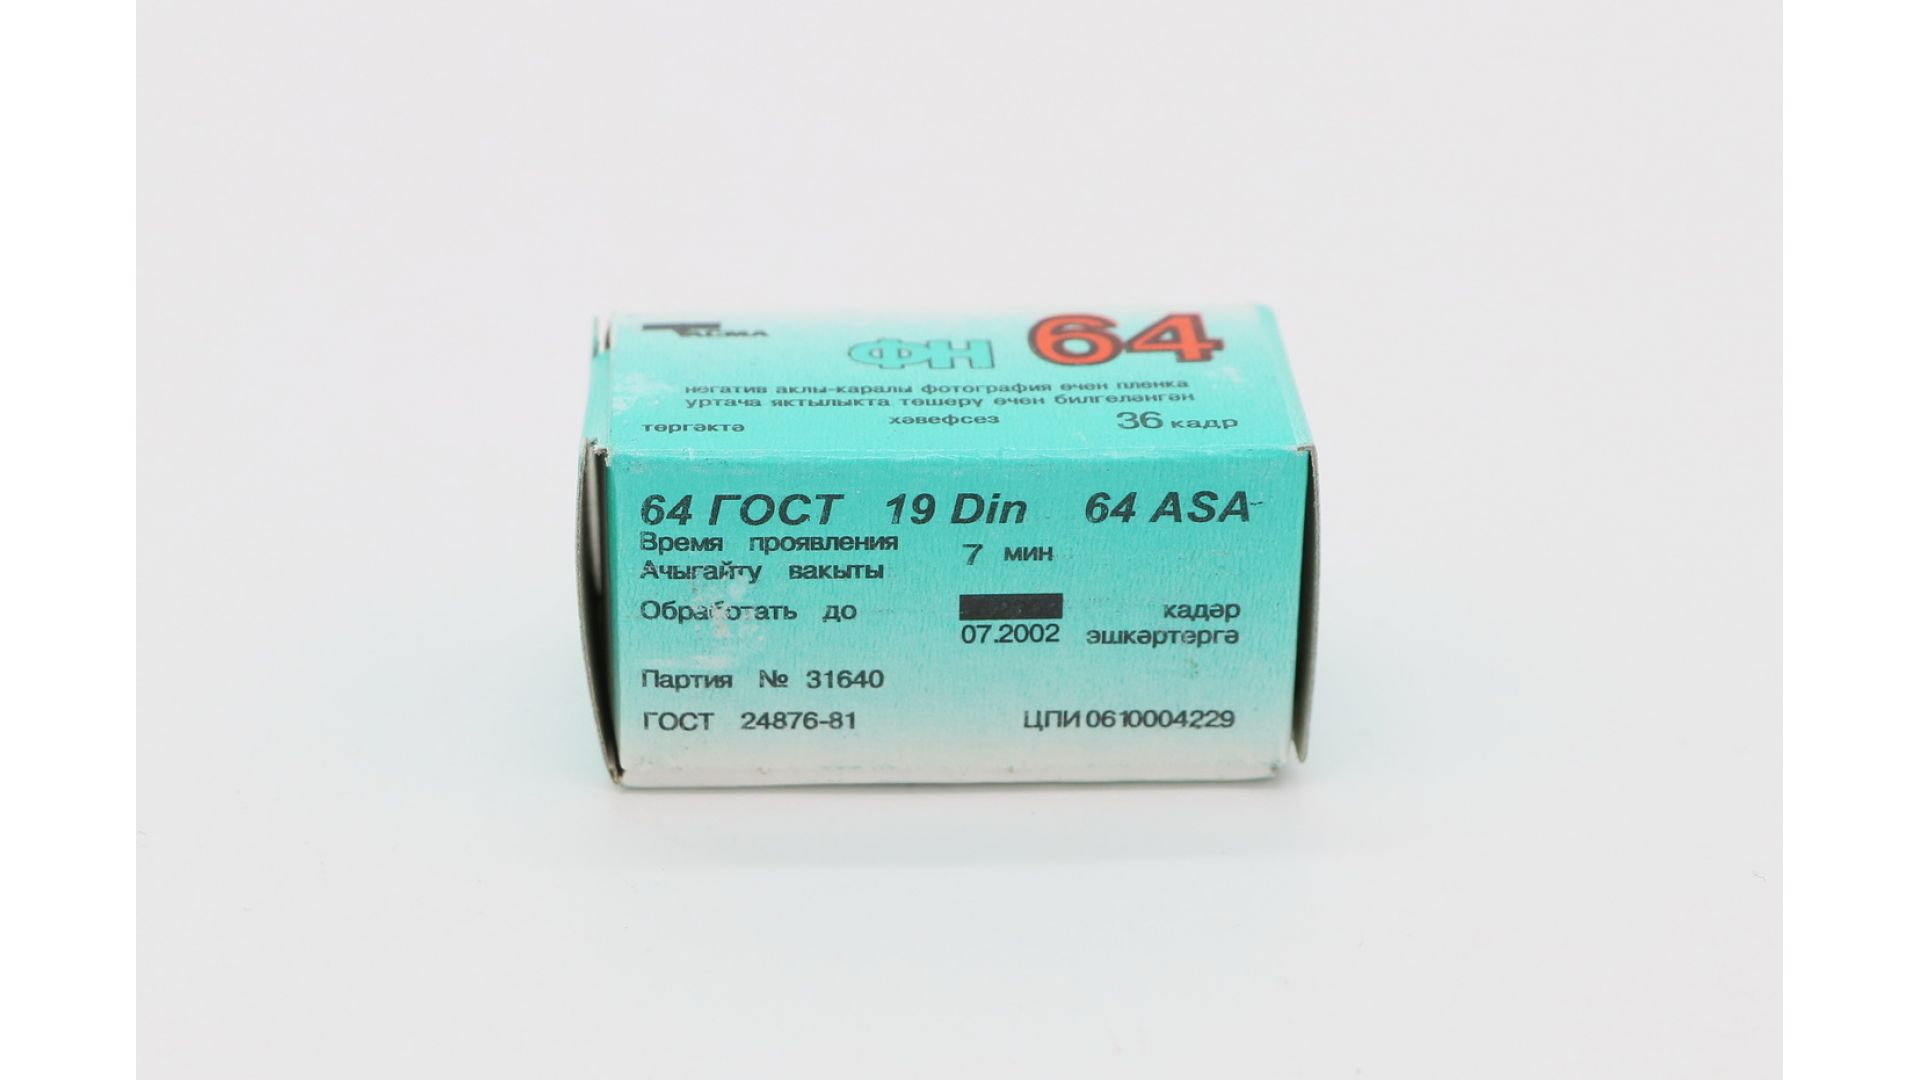 ТАСМА
ФН 64
негатив аклы-каралы фотография өчен пленка
уртача яктылыкта төшерү өчен билгеләнгән
төргәктә хәвефсез 36 кадр
64 ГОСТ 19 Din 64 ASA
Время проявления 7 мин
Ачыгайту вакыты
Обработать до кадәр
07.2002 эшкәртергә
Партия № 31640
ГОСТ 24876-81 ЦПИ 0610004229